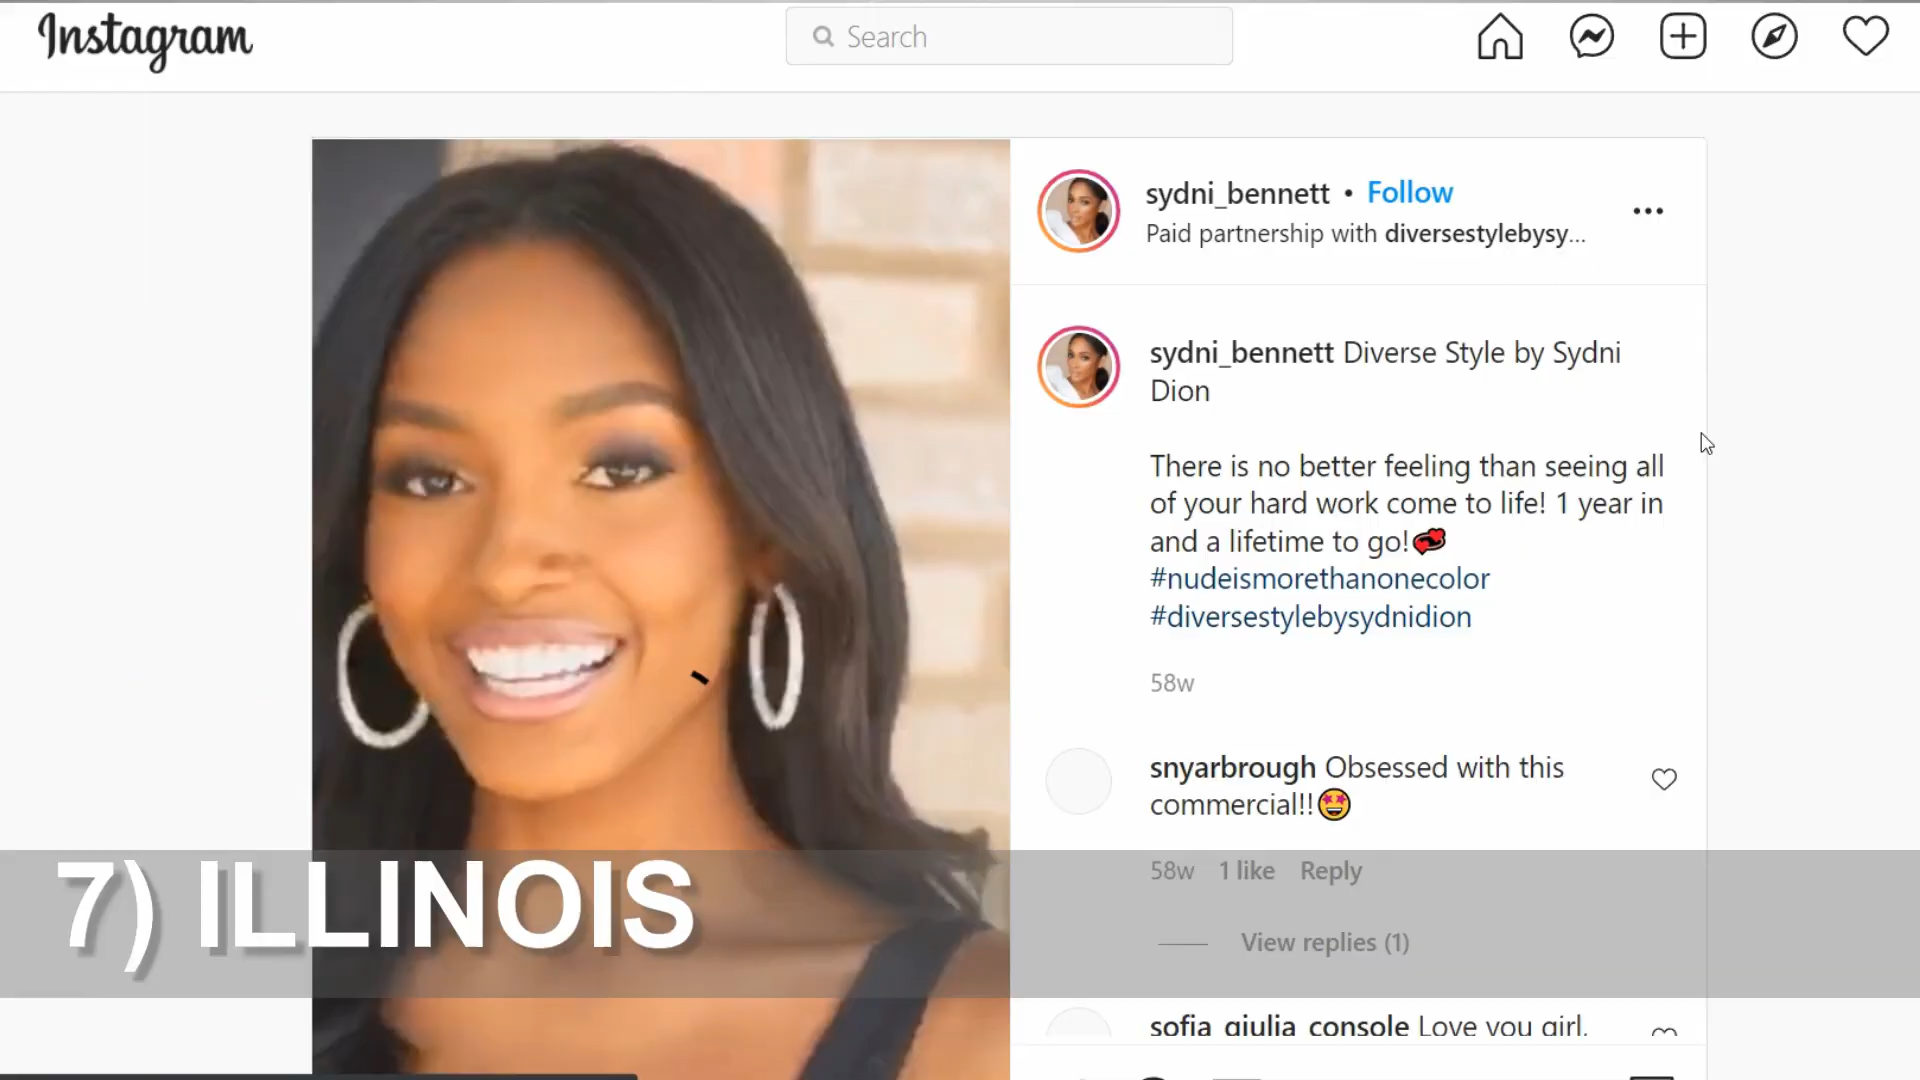 Instagram
Search
sydni_bennett • Follow
Paid partnership with diversestylebysy...
sydni_bennett Diverse Style by Sydni
Dion
There is no better feeling than seeing all
of your hard work come to life! 1 year in
and a lifetime to go!💞
#nudeismorethanonecolor
#diversestylebysydnidion
58w
snyarbrough Obsessed with this
commercial!!🤩
58w 1 like Reply
View replies (1)
7) ILLINOIS
sofia_giulia_console Love you girl.